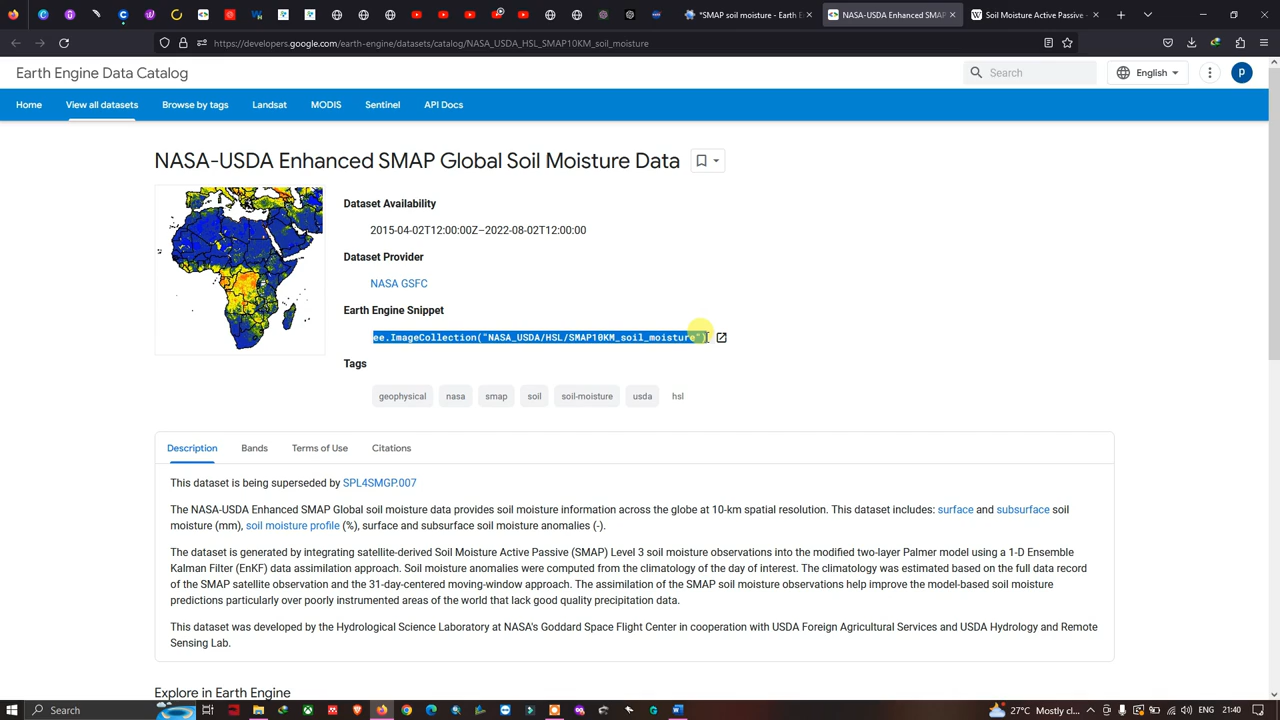 *SMAP soil moisture - Earth E
NASA-USDA Enhanced SMAP
Soil Moisture Active Passive -
https://developers.google.com/earth-engine/datasets/catalog/NASA_USDA_HSL_SMAP10KM_soil_moisture
Earth Engine Data Catalog
Search
English
p
Home
View all datasets
Browse by tags
Landsat
MODIS
Sentinel
API Docs
NASA-USDA Enhanced SMAP Global Soil Moisture Data
Dataset Availability
2015-04-02T12:00:00Z–2022-08-02T12:00:00
Dataset Provider
NASA GSFC
Earth Engine Snippet
ee.ImageCollection("NASA_USDA/HSL/SMAP10KM_soil_moisture")
Tags
geophysical
nasa
smap
soil
soil-moisture
usda
hsl
Description
Bands
Terms of Use
Citations
This dataset is being superseded by SPL4SMGP.007
The NASA-USDA Enhanced SMAP Global soil moisture data provides soil moisture information across the globe at 10-km spatial resolution. This dataset includes: surface and subsurface soil
moisture (mm), soil moisture profile (%), surface and subsurface soil moisture anomalies (-).
The dataset is generated by integrating satellite-derived Soil Moisture Active Passive (SMAP) Level 3 soil moisture observations into the modified two-layer Palmer model using a 1-D Ensemble
Kalman Filter (EnKF) data assimilation approach. Soil moisture anomalies were computed from the climatology of the day of interest. The climatology was estimated based on the full data record
of the SMAP satellite observation and the 31-day-centered moving-window approach. The assimilation of the SMAP soil moisture observations help improve the model-based soil moisture
predictions particularly over poorly instrumented areas of the world that lack good quality precipitation data.
This dataset was developed by the Hydrological Science Laboratory at NASA's Goddard Space Flight Center in cooperation with USDA Foreign Agricultural Services and USDA Hydrology and Remote
Sensing Lab.
Explore in Earth Engine
Search
27°C Mostly c...
ENG
21:40